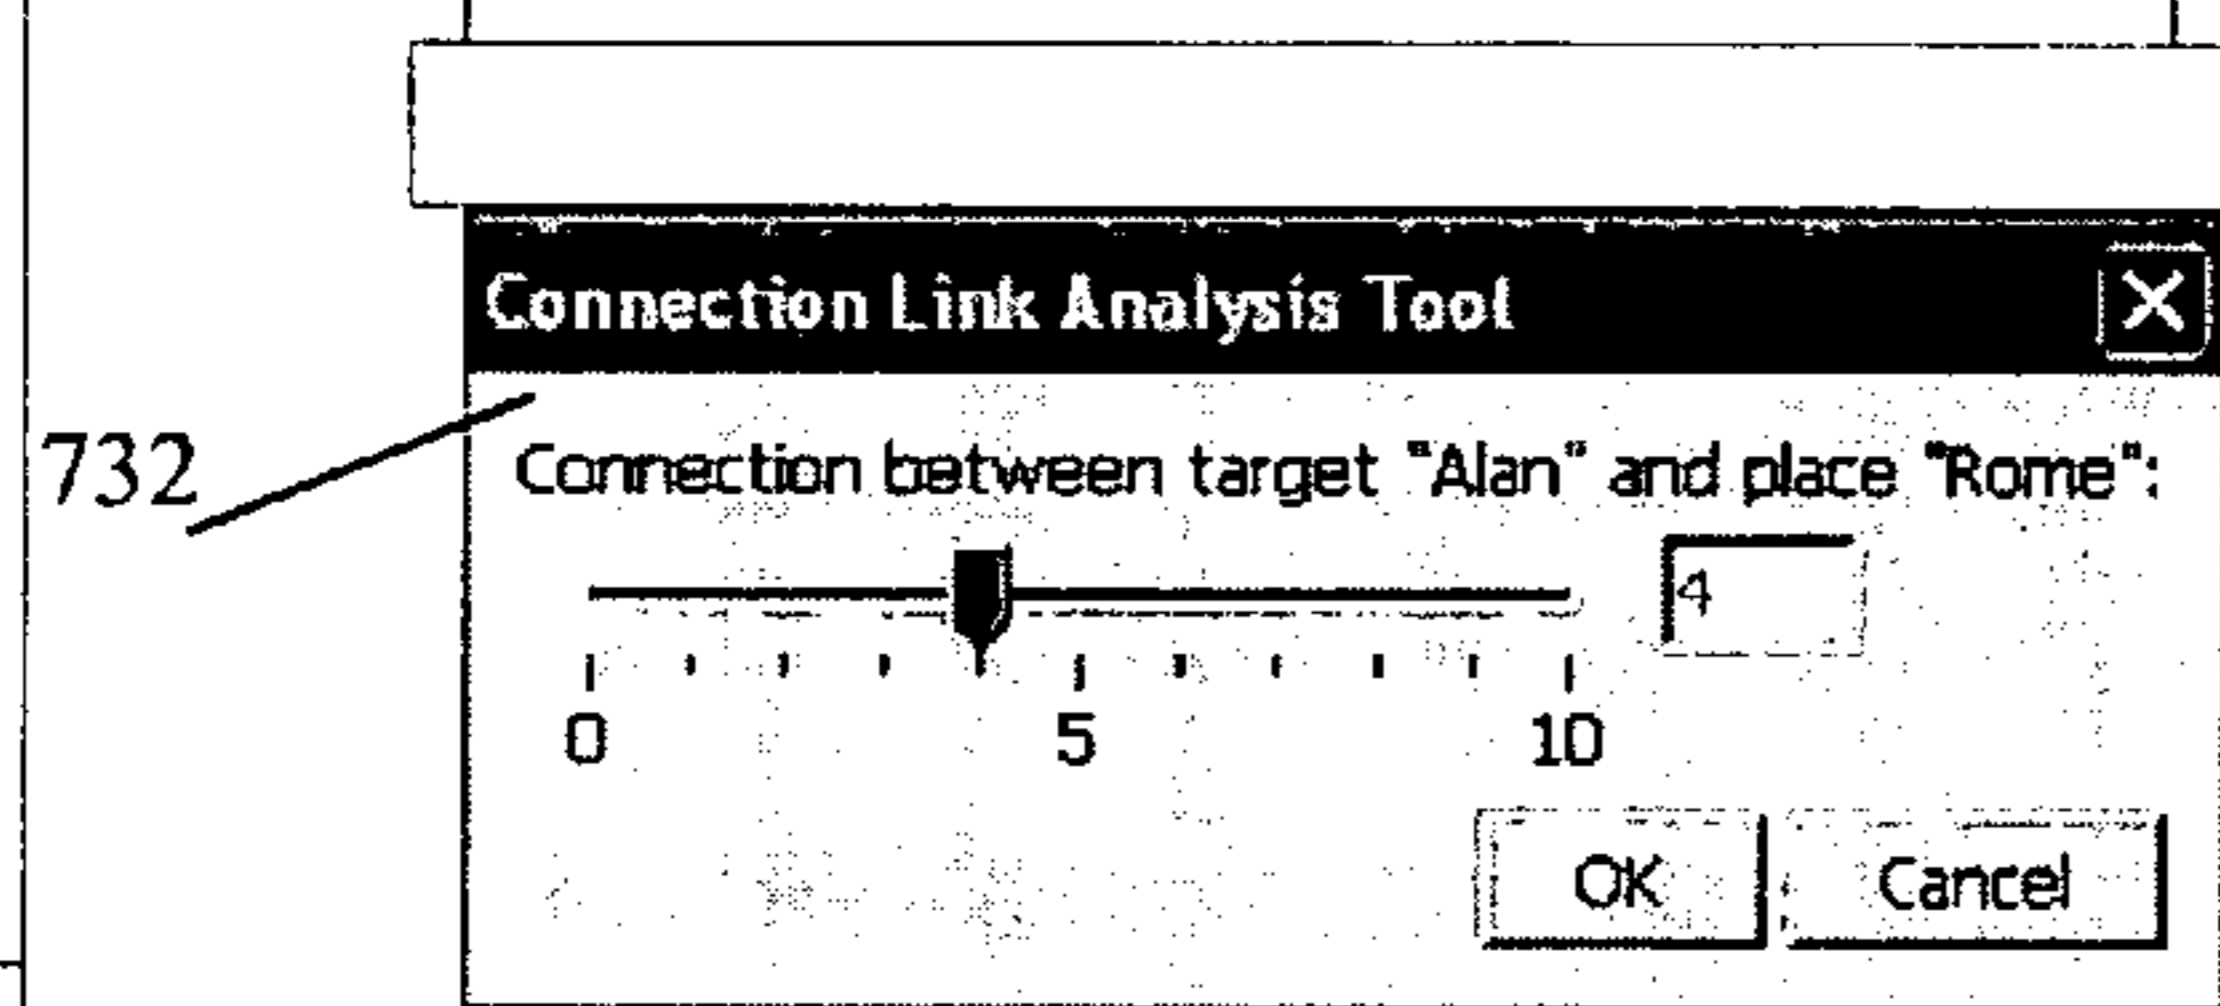 Connection Link Analysis Tool
732
Connection between target "Alan" and place "Rome":
4
0 5 10
OK Cancel